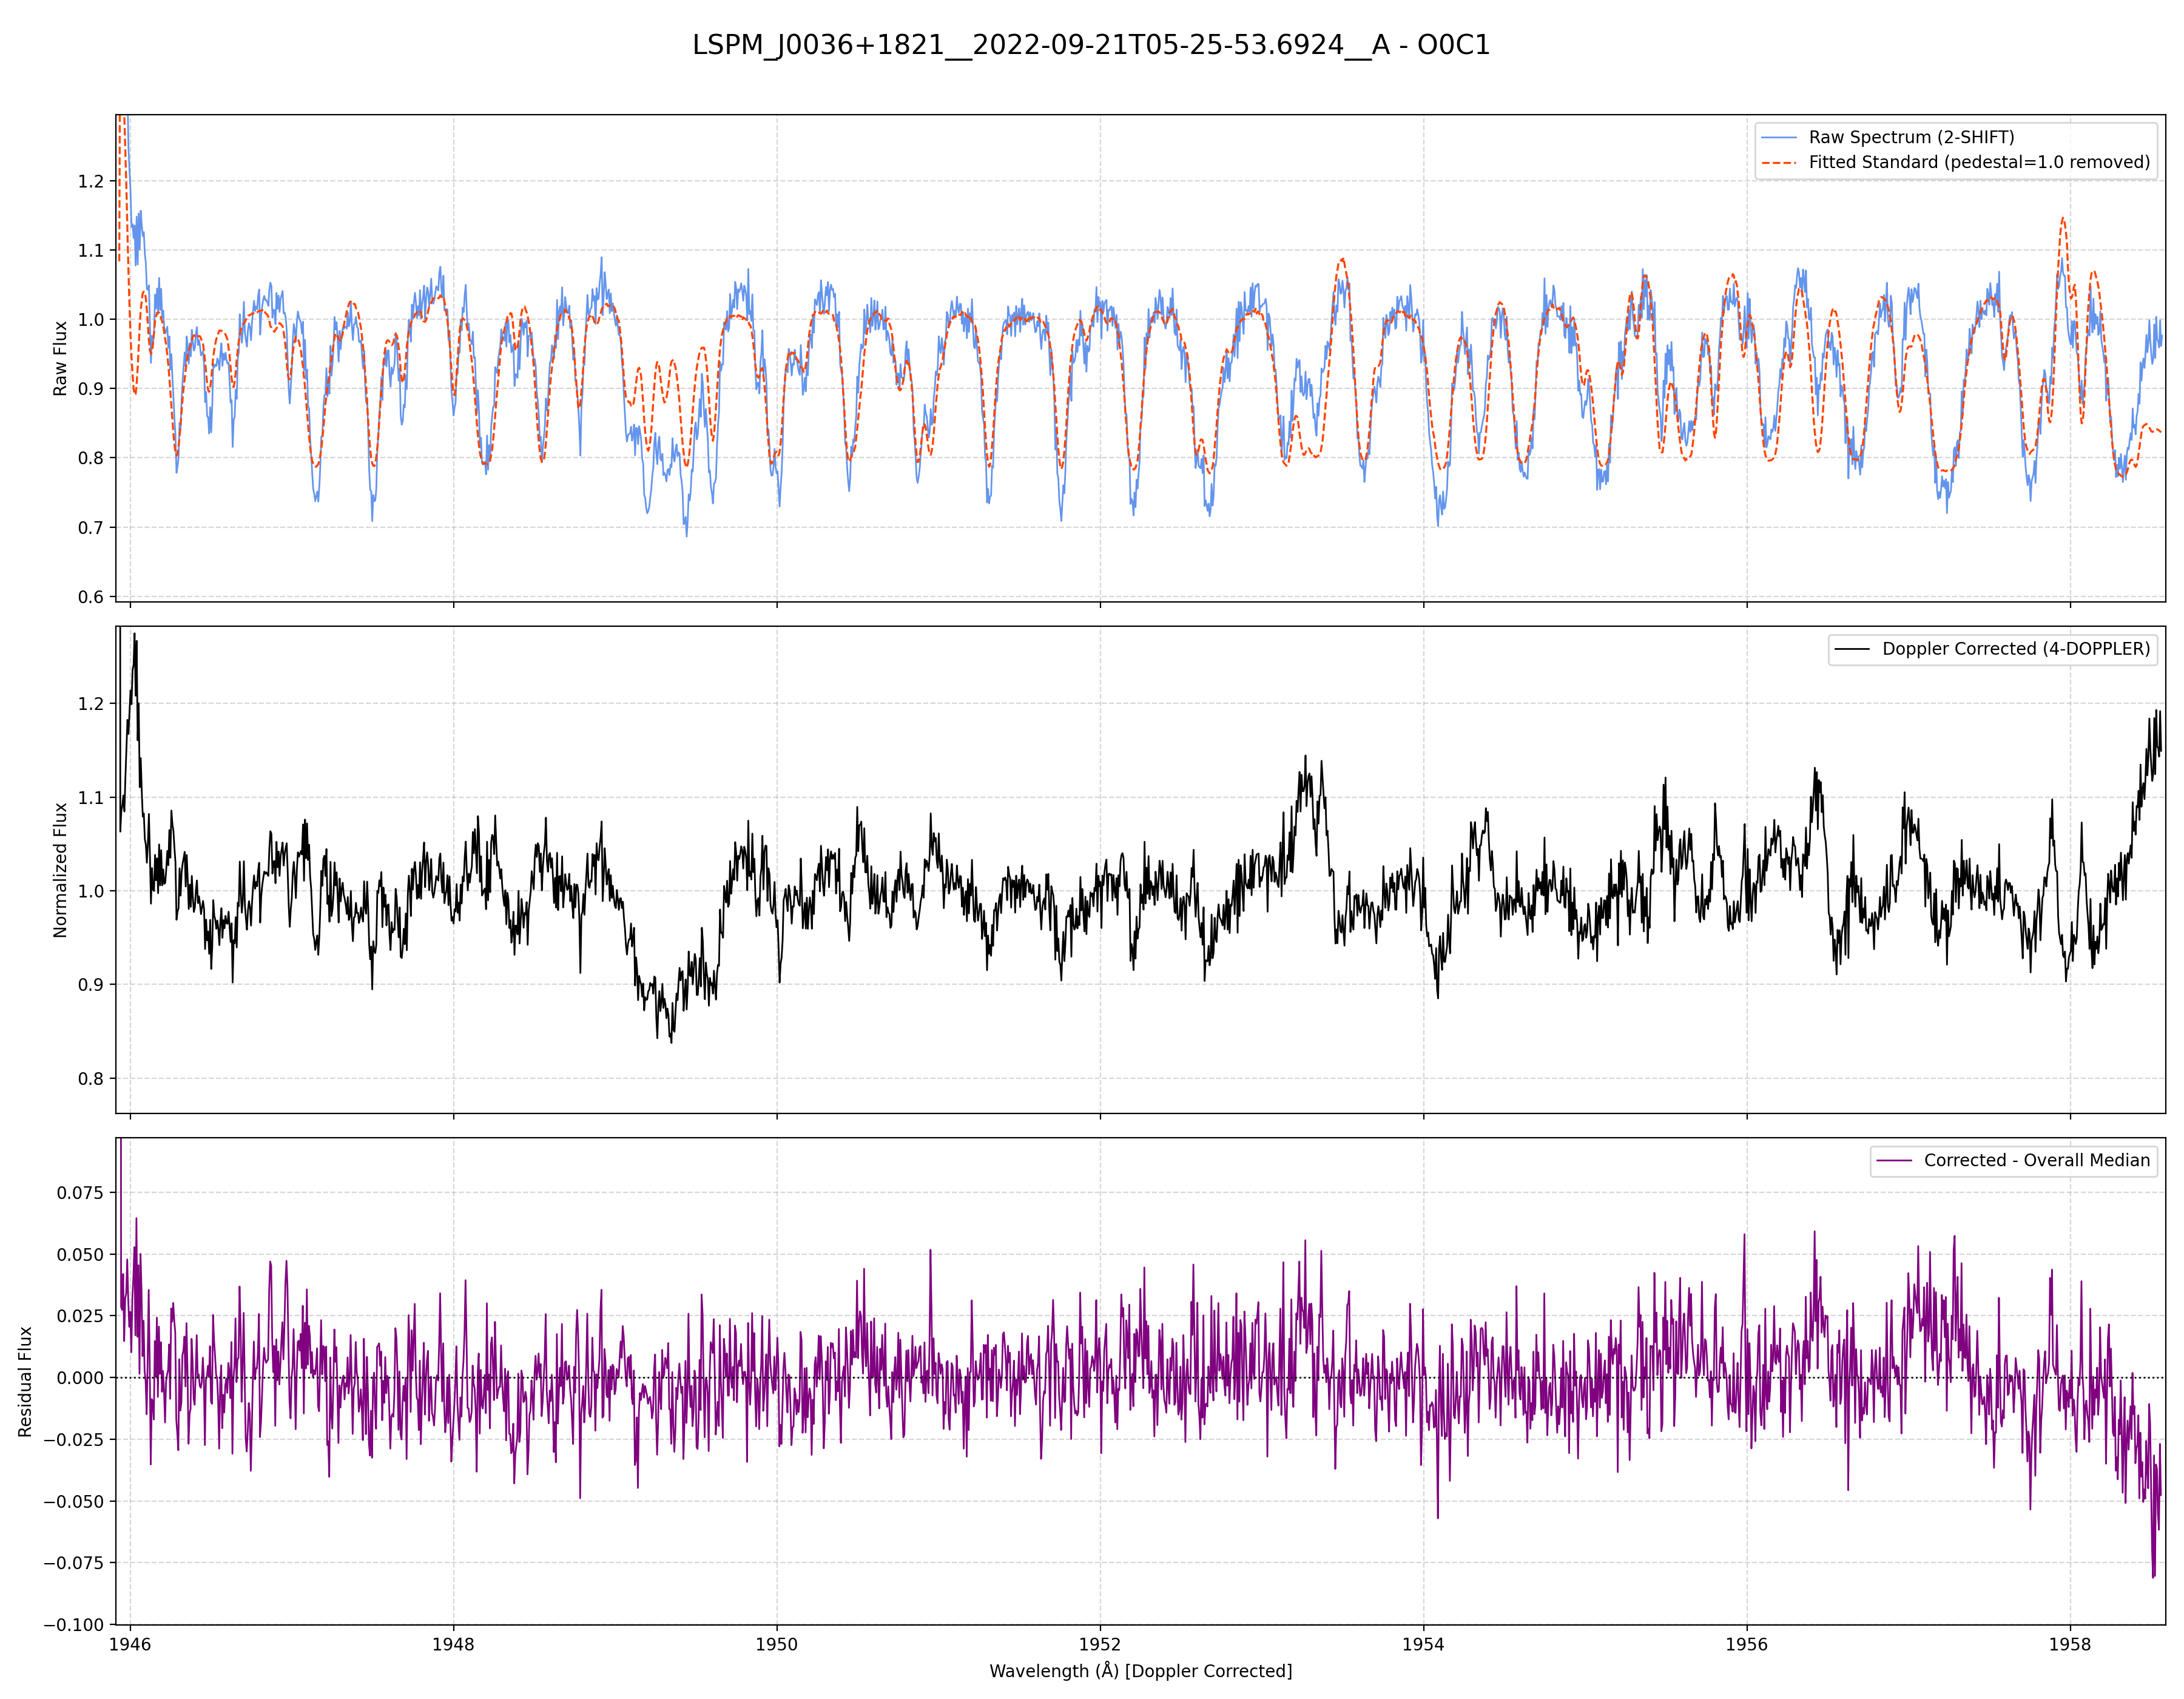 LSPM_J0036+1821__2022-09-21T05-25-53.6924__A - O0C1
Raw Spectrum (2-SHIFT)
Fitted Standard (pedestal=1.0 removed)
1.2
1.1
1.0
0.9
0.8
0.7
0.6
Raw Flux
Doppler Corrected (4-DOPPLER)
1.2
1.1
1.0
0.9
0.8
Normalized Flux
Corrected - Overall Median
0.075
0.050
0.025
0.000
−0.025
−0.050
−0.075
−0.100
Residual Flux
1946 1948 1950 1952 1954 1956 1958
Wavelength (Å) [Doppler Corrected]